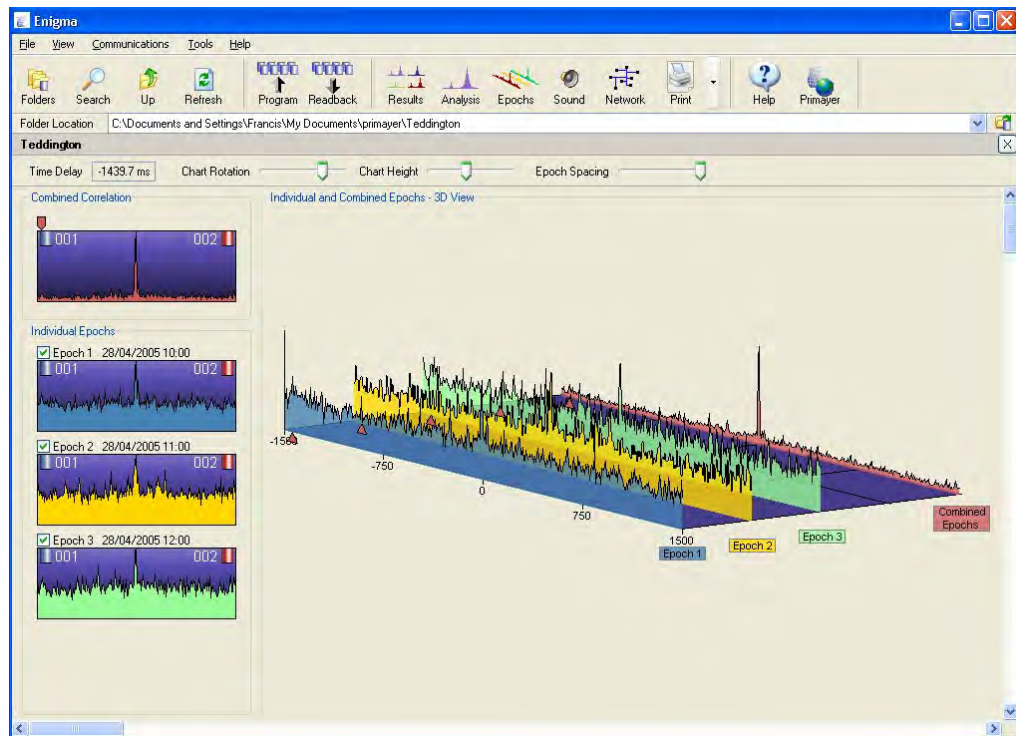 Enigma
File View Communications Tools Help
Folders Search Up Refresh Program Readback Results Analysis Epochs Sound Network Print Help Primayer
Folder Location C:\Documents and Settings\Francis\My Documents\primayer\Teddington
Teddington
Time Delay -1439.7 ms Chart Rotation Chart Height Epoch Spacing
Combined Correlation
001 002
Individual Epochs
Epoch 1 28/04/2005 10:00
001 002
Epoch 2 28/04/2005 11:00
001 002
Epoch 3 28/04/2005 12:00
001 002
Individual and Combined Epochs - 3D View
-750
0
750
1500
Epoch 1
Epoch 2
Epoch 3
Combined
Epochs